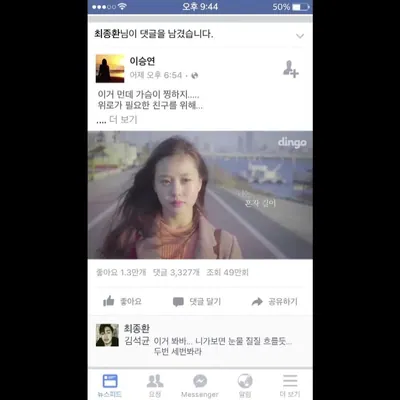 오후 9:44
50%
최종환님이 댓글을 남겼습니다.
이승연
어제 오후 6:54 ·
이거 먼데 가슴이 찡하지.....
위로가 필요한 친구를 위해...
.... 더 보기
dingo
혼자 걸어
좋아요 1.3만개 댓글 3,327개 조회 49만회
좋아요 댓글 달기 공유하기
최종환
김석균 이거 봐바... 니가보면 눈물 질질 흐를듯...
두번 세번봐라
뉴스피드 요청 Messenger 알림 더 보기